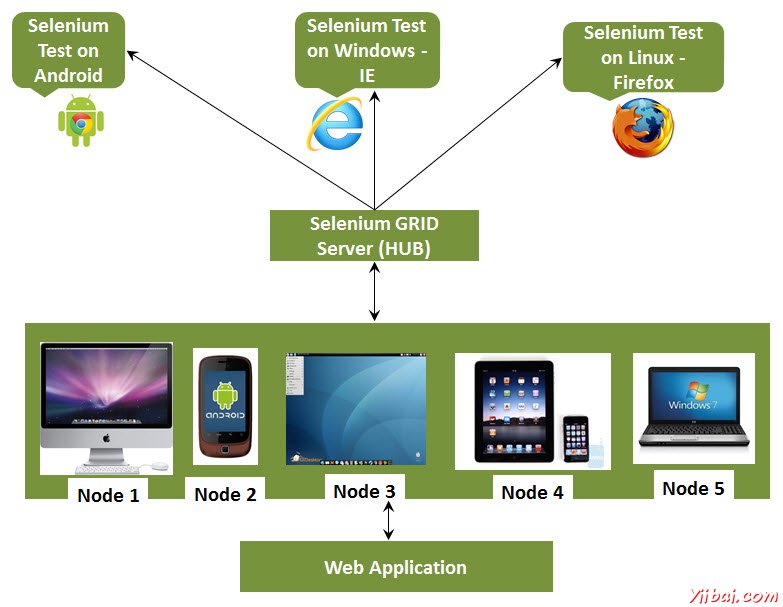 Selenium
Test on
Android
Selenium Test
on Windows -
IE
Selenium Test
on Linux -
Firefox
Selenium GRID
Server (HUB)
ANDROID
Windows 7
Node 1
Node 2
Node 3
Node 4
Node 5
Web Application
Yiibai.com